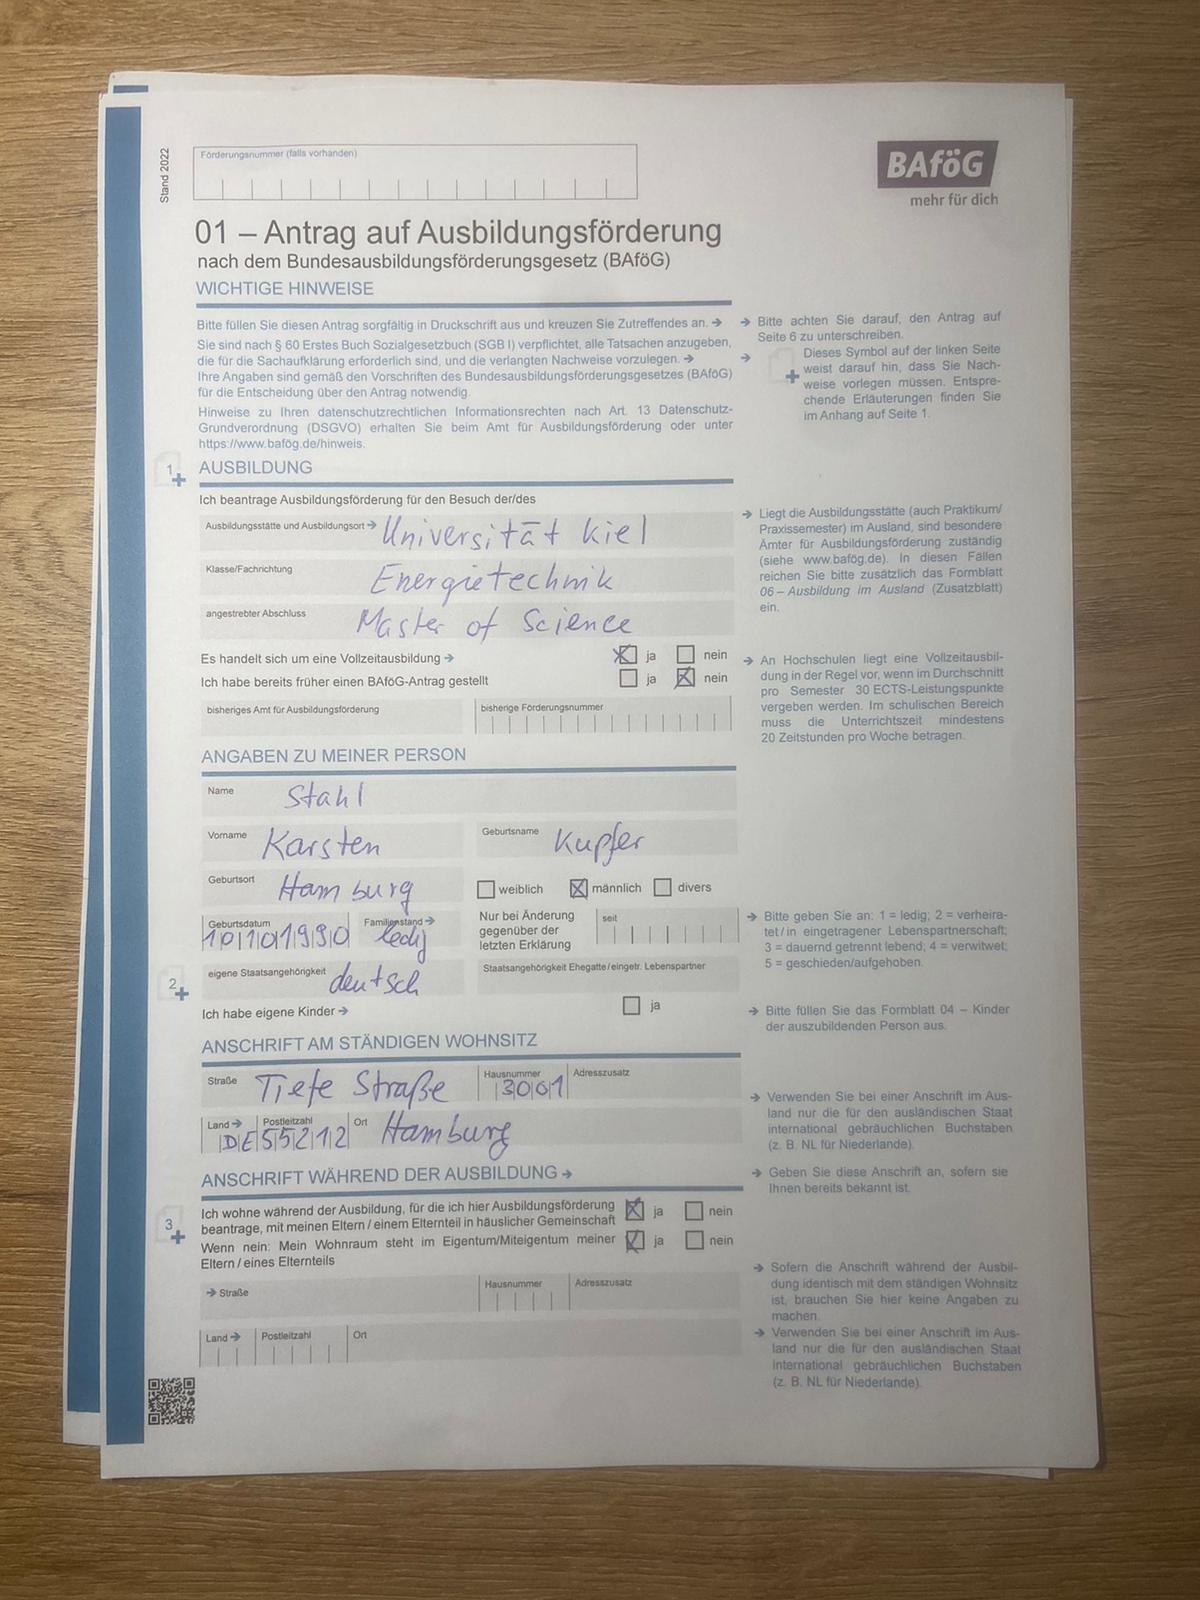 Stand 2022
Förderungsnummer (falls vorhanden)
BAföG
mehr für dich
01 – Antrag auf Ausbildungsförderung
nach dem Bundesausbildungsförderungsgesetz (BAföG)
WICHTIGE HINWEISE
Bitte füllen Sie diesen Antrag sorgfältig in Druckschrift aus und kreuzen Sie Zutreffendes an. →
Sie sind nach § 60 Erstes Buch Sozialgesetzbuch (SGB I) verpflichtet, alle Tatsachen anzugeben,
die für die Sachaufklärung erforderlich sind, und die verlangten Nachweise vorzulegen. →
Ihre Angaben sind gemäß den Vorschriften des Bundesausbildungsförderungsgesetzes (BAföG)
für die Entscheidung über den Antrag notwendig.
Hinweise zu Ihren datenschutzrechtlichen Informationsrechten nach Art. 13 Datenschutz-
Grundverordnung (DSGVO) erhalten Sie beim Amt für Ausbildungsförderung oder unter
https://www.bafög.de/hinweis.
→ Bitte achten Sie darauf, den Antrag auf
Seite 6 zu unterschreiben.
→ Dieses Symbol auf der linken Seite
weist darauf hin, dass Sie Nach-
weise vorlegen müssen. Entspre-
chende Erläuterungen finden Sie
im Anhang auf Seite 1.
1 AUSBILDUNG
Ich beantrage Ausbildungsförderung für den Besuch der/des
Ausbildungsstätte und Ausbildungsort → Universität Kiel
Klasse/Fachrichtung Energietechnik
angestrebter Abschluss Master of Science
Es handelt sich um eine Vollzeitausbildung → ja nein
Ich habe bereits früher einen BAföG-Antrag gestellt ja nein
bisheriges Amt für Ausbildungsförderung bisherige Förderungsnummer
→ Liegt die Ausbildungsstätte (auch Praktikum/
Praxissemester) im Ausland, sind besondere
Ämter für Ausbildungsförderung zuständig
(siehe www.bafög.de). In diesen Fällen
reichen Sie bitte zusätzlich das Formblatt
06 – Ausbildung im Ausland (Zusatzblatt)
ein.
→ An Hochschulen liegt eine Vollzeitausbil-
dung in der Regel vor, wenn im Durchschnitt
pro Semester 30 ECTS-Leistungspunkte
vergeben werden. Im schulischen Bereich
muss die Unterrichtszeit mindestens
20 Zeitstunden pro Woche betragen.
ANGABEN ZU MEINER PERSON
Name Stahl
Vorname Karsten Geburtsname Kupfer
Geburtsort Hamburg weiblich männlich divers
Geburtsdatum 10101990 Familienstand → ledig
Nur bei Änderung
gegenüber der
letzten Erklärung
seit
2 eigene Staatsangehörigkeit deutsch Staatsangehörigkeit Ehegatte/eingetr. Lebenspartner
Ich habe eigene Kinder → ja
→ Bitte geben Sie an: 1 = ledig; 2 = verheira-
tet/in eingetragener Lebenspartnerschaft;
3 = dauernd getrennt lebend; 4 = verwitwet;
5 = geschieden/aufgehoben.
→ Bitte füllen Sie das Formblatt 04 – Kinder
der auszubildenden Person aus.
ANSCHRIFT AM STÄNDIGEN WOHNSITZ
Straße Tiefe Straße Hausnummer 3001 Adresszusatz
Land → DE Postleitzahl 55212 Ort Hamburg
→ Verwenden Sie bei einer Anschrift im Aus-
land nur die für den ausländischen Staat
international gebräuchlichen Buchstaben
(z. B. NL für Niederlande).
ANSCHRIFT WÄHREND DER AUSBILDUNG →
→ Geben Sie diese Anschrift an, sofern sie
Ihnen bereits bekannt ist.
3 Ich wohne während der Ausbildung, für die ich hier Ausbildungsförderung
beantrage, mit meinen Eltern / einem Elternteil in häuslicher Gemeinschaft ja nein
Wenn nein: Mein Wohnraum steht im Eigentum/Miteigentum meiner ja nein
Eltern / eines Elternteils
→ Straße Hausnummer Adresszusatz
Land → Postleitzahl Ort
→ Sofern die Anschrift während der Ausbil-
dung identisch mit dem ständigen Wohnsitz
ist, brauchen Sie hier keine Angaben zu
machen.
→ Verwenden Sie bei einer Anschrift im Aus-
land nur die für den ausländischen Staat
international gebräuchlichen Buchstaben
(z. B. NL für Niederlande).